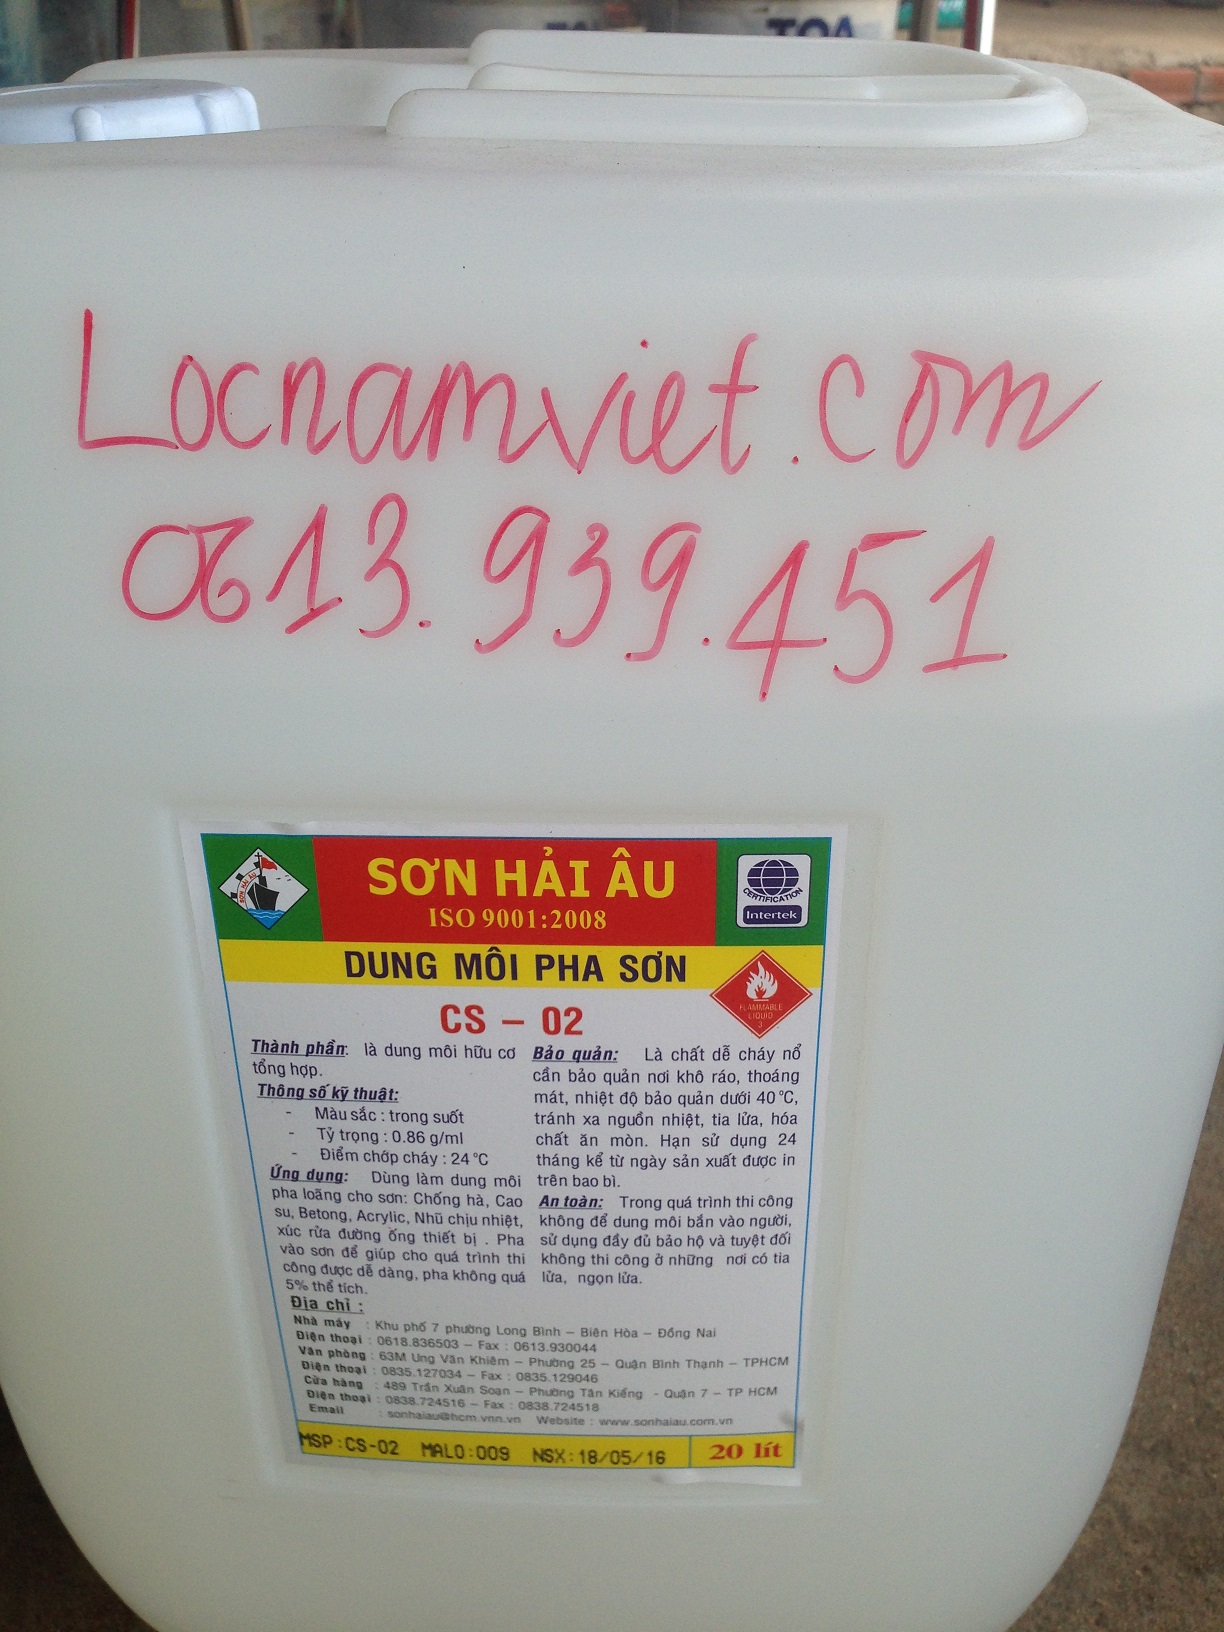 TOA
Locnamviet.com
0613.939.451
SƠN HẢI ÂU
ISO 9001:2008
SƠN HẢI ÂU
CERTIFICATION
Intertek
DUNG MÔI PHA SƠN
FLAMMABLE
LIQUID
3
CS – 02
Thành phần: là dung môi hữu cơ
tổng hợp.
Thông số kỹ thuật:
- Màu sắc : trong suốt
- Tỷ trọng : 0.86 g/ml
- Điểm chớp cháy : 24 °C
Ứng dụng: Dùng làm dung môi
pha loãng cho sơn: Chống hà, Cao
su, Betong, Acrylic, Nhũ chịu nhiệt,
xúc rửa đường ống thiết bị . Pha
vào sơn để giúp cho quá trình thi
công được dễ dàng, pha không quá
5% thể tích.
Bảo quản: Là chất dễ cháy nổ
cần bảo quản nơi khô ráo, thoáng
mát, nhiệt độ bảo quản dưới 40 °C,
tránh xa nguồn nhiệt, tia lửa, hóa
chất ăn mòn. Hạn sử dụng 24
tháng kể từ ngày sản xuất được in
trên bao bì.
An toàn: Trong quá trình thi công
không để dung môi bắn vào người,
sử dụng đầy đủ bảo hộ và tuyệt đối
không thi công ở những nơi có tia
lửa, ngọn lửa.
Địa chỉ :
Nhà máy : Khu phố 7 phường Long Bình – Biên Hòa – Đồng Nai
Điện thoại : 0618.836503 – Fax : 0613.930044
Văn phòng : 63M Ung Văn Khiêm – Phường 25 – Quận Bình Thạnh – TPHCM
Điện thoại : 0835.127034 – Fax : 0835.129046
Cửa hàng : 489 Trần Xuân Soạn – Phường Tân Kiểng - Quận 7 – TP HCM
Điện thoại : 0838.724516 – Fax : 0838.724518
Email : sonhaiau@hcm.vnn.vn Website : www.sonhaiau.com.vn
MSP:CS-02 MALO:009 NSX:18/05/16 20 lít